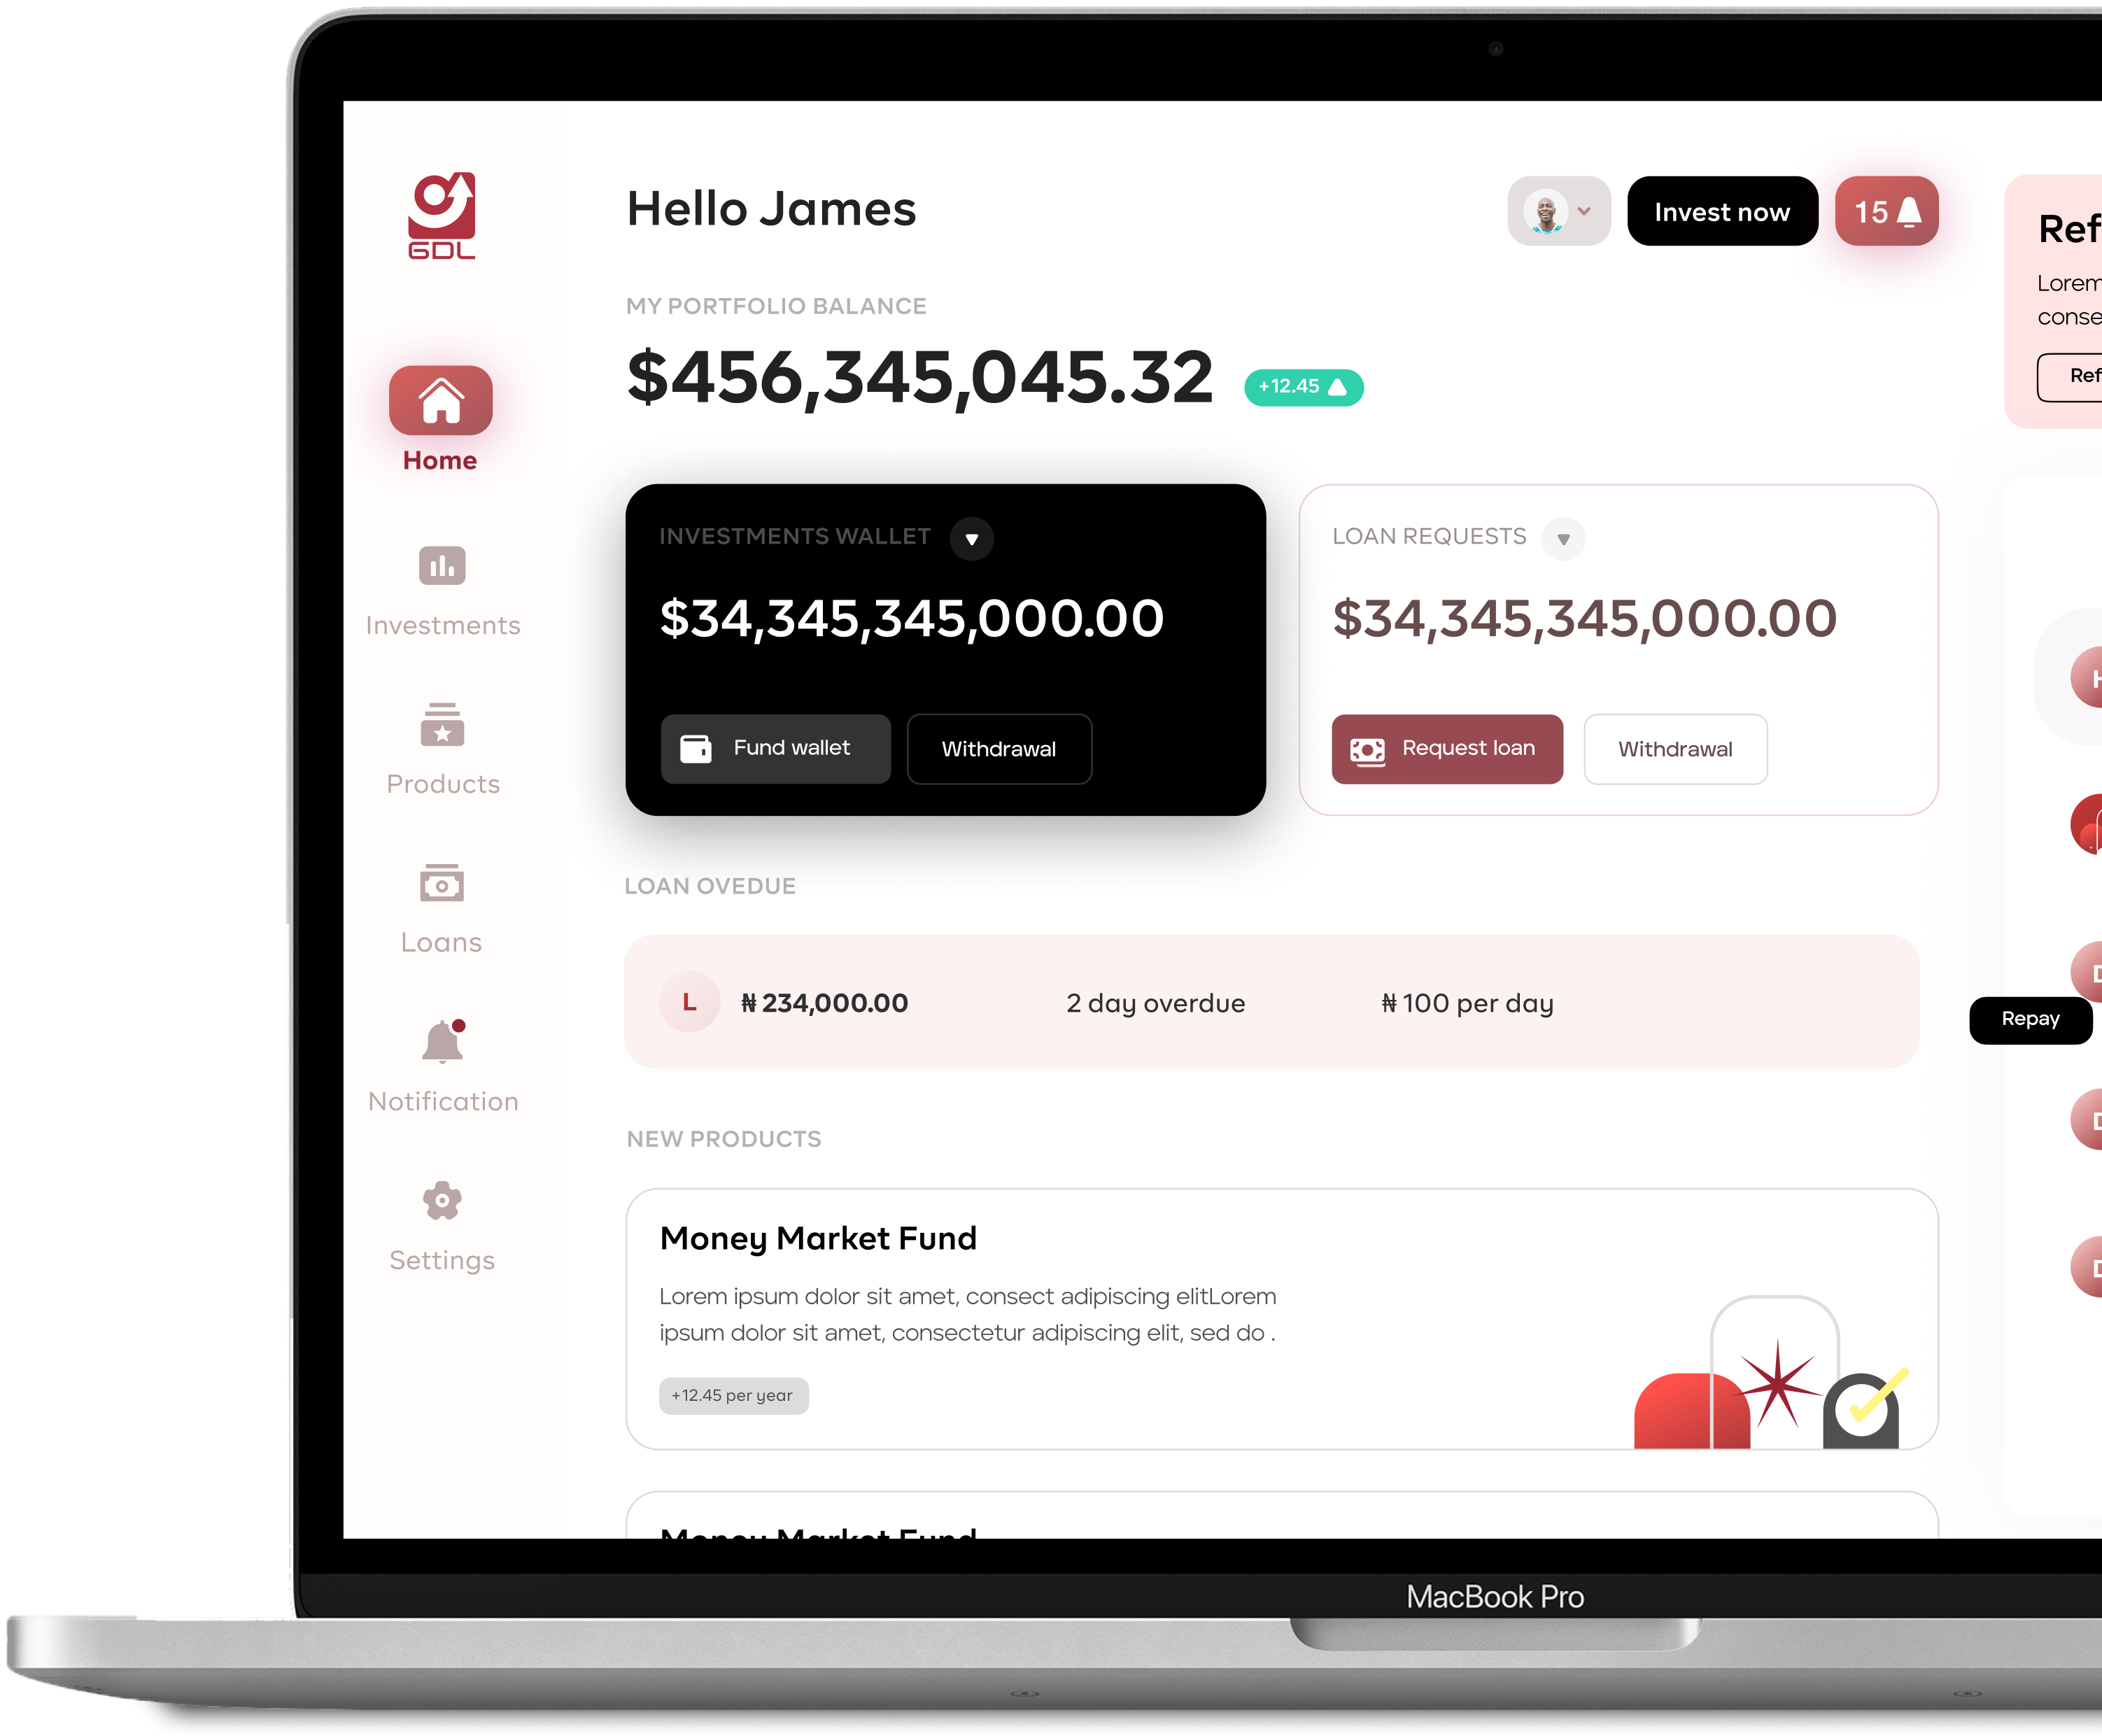 GDL
Hello James
Invest now
15
MY PORTFOLIO BALANCE
$456,345,045.32
+12.45
Home
Investments
Products
Loans
Notification
Settings
INVESTMENTS WALLET
$34,345,345,000.00
Fund wallet
Withdrawal
LOAN REQUESTS
$34,345,345,000.00
Request loan
Withdrawal
LOAN OVEDUE
L
₦ 234,000.00
2 day overdue
₦ 100 per day
Repay
NEW PRODUCTS
Money Market Fund
Lorem ipsum dolor sit amet, consect adipiscing elitLorem
ipsum dolor sit amet, consectetur adipiscing elit, sed do .
+12.45 per year
Money Market Fund
Ref
Lorem
conse
Ref
MacBook Pro